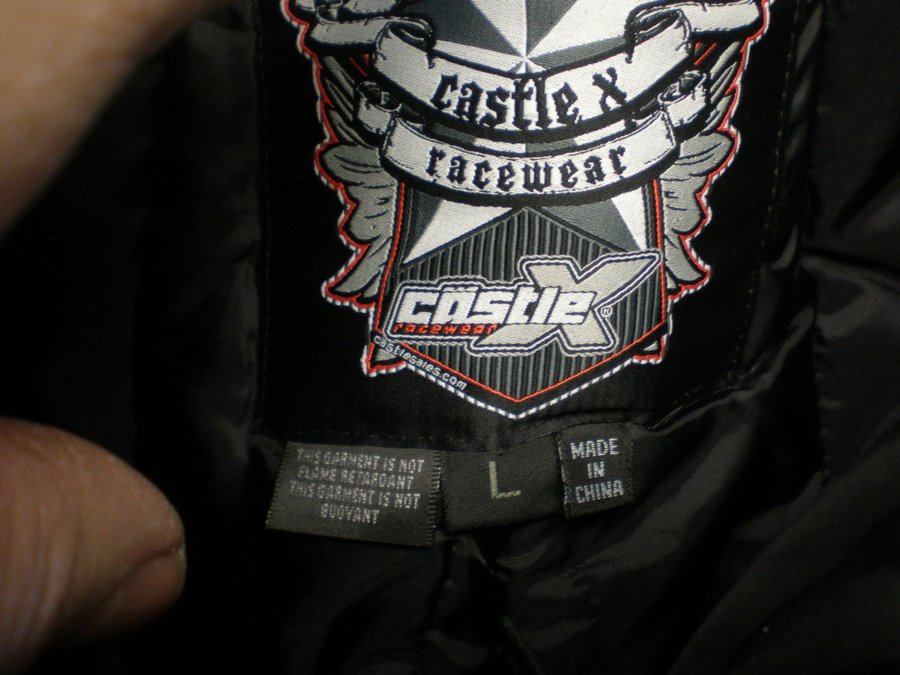 castle x
racewear
castle X ®
racewear
castlesales.com
THIS GARMENT IS NOT
FLAME RETARDANT
THIS GARMENT IS NOT
BUOYANT
L
MADE
IN
CHINA